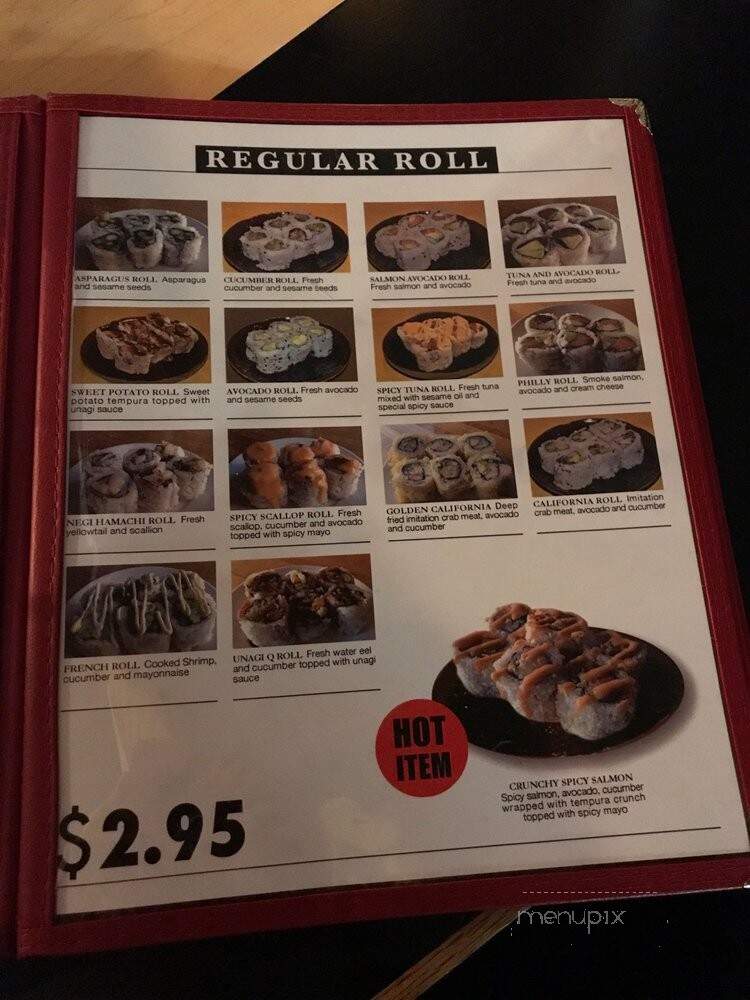 REGULAR ROLL
ASPARAGUS ROLL Asparagus
and sesame seeds
CUCUMBER ROLL Fresh
cucumber and sesame seeds
SALMON AVOCADO ROLL
Fresh salmon and avocado
TUNA AND AVOCADO ROLL-
Fresh tuna and avocado
SWEET POTATO ROLL Sweet
potato tempura topped with
unagi sauce
AVOCADO ROLL Fresh avocado
and sesame seeds
SPICY TUNA ROLL Fresh tuna
mixed with sesame oil and
special spicy sauce
PHILLY ROLL Smoke salmon,
avocado and cream cheese
NEGI HAMACHI ROLL Fresh
yellowtail and scallion
SPICY SCALLOP ROLL Fresh
scallop, cucumber and avocado
topped with spicy mayo
GOLDEN CALIFORNIA Deep
fried imitation crab meat, avocado
and cucumber
CALIFORNIA ROLL Imitation
crab meat, avocado and cucumber
FRENCH ROLL Cooked Shrimp,
cucumber and mayonnaise
UNAGI Q ROLL Fresh water eel
and cucumber topped with unagi
sauce
HOT
ITEM
CRUNCHY SPICY SALMON
Spicy salmon, avocado, cucumber
wrapped with tempura crunch
topped with spicy mayo
$2.95
menupix